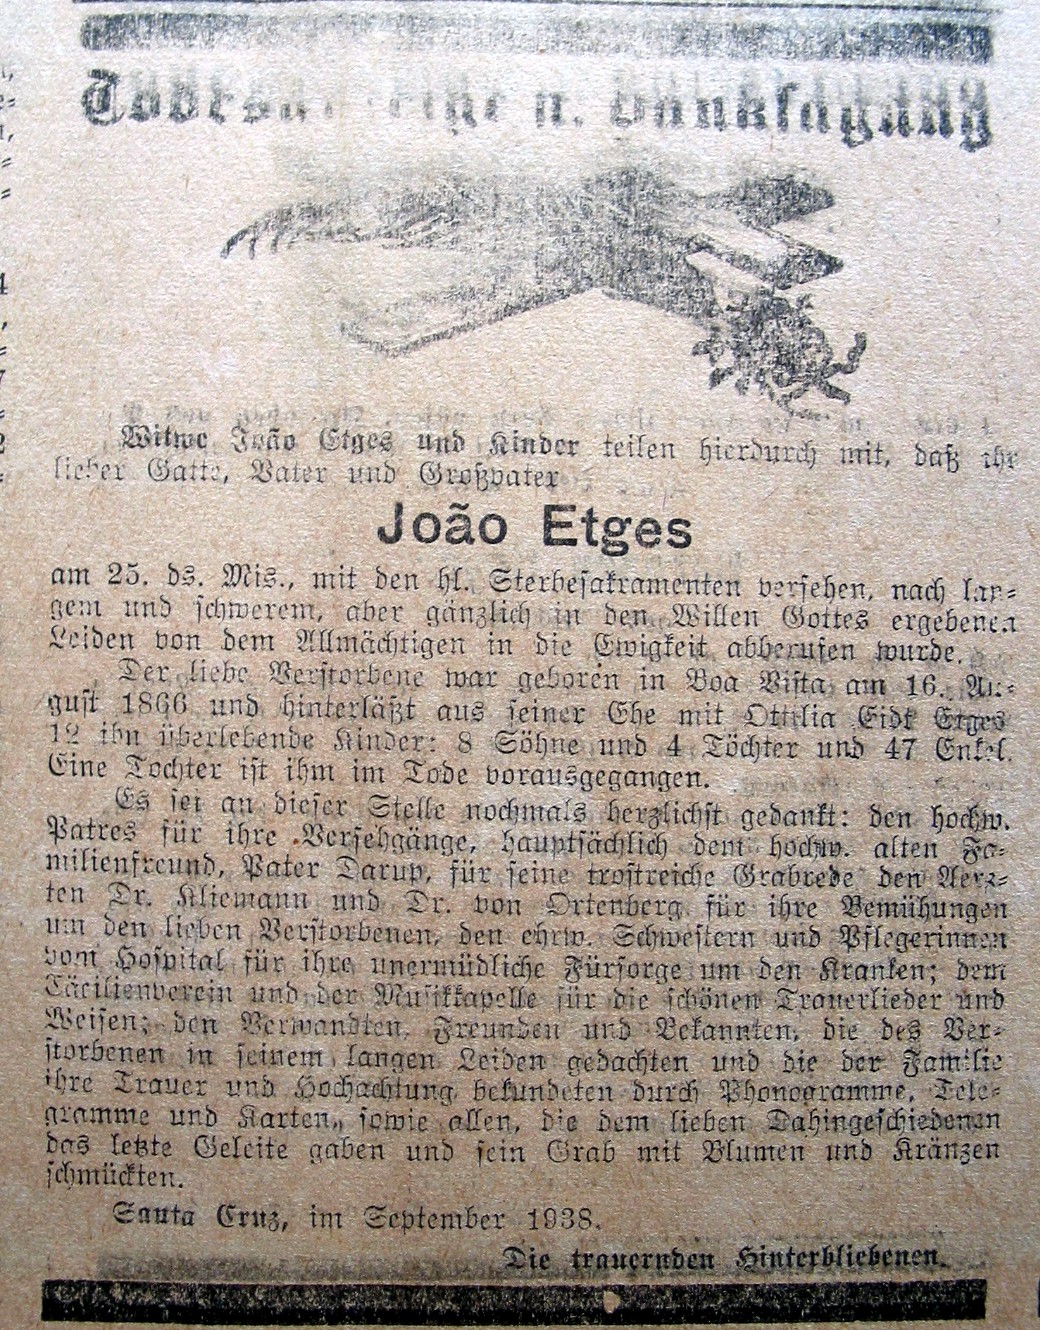 Todesanzeige u. Danksagung
Witwe João Etges und Kinder teilen hierdurch mit, daß ihr
lieber Gatte, Vater und Großvater
João Etges
am 25. ds. Mts., mit den hl. Sterbesakramenten versehen, nach lan-
gem und schwerem, aber gänzlich in den Willen Gottes ergebenen
Leiden von dem Allmächtigen in die Ewigkeit abberufen wurde.
Der liebe Verstorbene war geboren in Boa Vista am 16. Au-
gust 1866 und hinterläßt aus seiner Ehe mit Ottilia Eidt Etges
12 ihn überlebende Kinder: 8 Söhne und 4 Töchter und 47 Enkel.
Eine Tochter ist ihm im Tode vorausgegangen.
Es sei an dieser Stelle nochmals herzlichst gedankt: den hochw.
Patres für ihre Versehgänge, hauptsächlich dem hochw. alten Fa-
milienfreund, Pater Darup, für seine trostreiche Grabrede den Aerz-
ten Dr. Kliemann und Dr. von Ortenberg für ihre Bemühungen
um den lieben Verstorbenen, den ehrw. Schwestern und Pflegerinnen
vom Hospital für ihre unermüdliche Fürsorge um den Kranken; dem
Cäcilienverein und der Musikkapelle für die schönen Trauerlieder und
Weisen; den Verwandten, Freunden und Bekannten, die des Ver-
storbenen in seinem langen Leiden gedachten und die der Familie
ihre Trauer und Hochachtung bekundeten durch Phonogramme, Tele-
gramme und Karten, sowie allen, die dem lieben Dahingeschiedenen
das letzte Geleite gaben und sein Grab mit Blumen und Kränzen
schmückten.
Santa Cruz, im September 1938.
Die trauernden Hinterbliebenen.